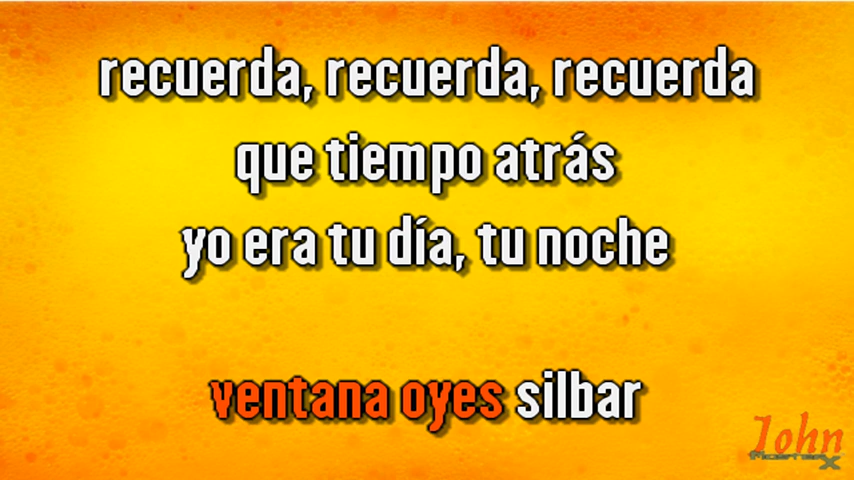 recuerda, recuerda, recuerda
que tiempo atrás
yo era tu día, tu noche
ventana oyes silbar
John